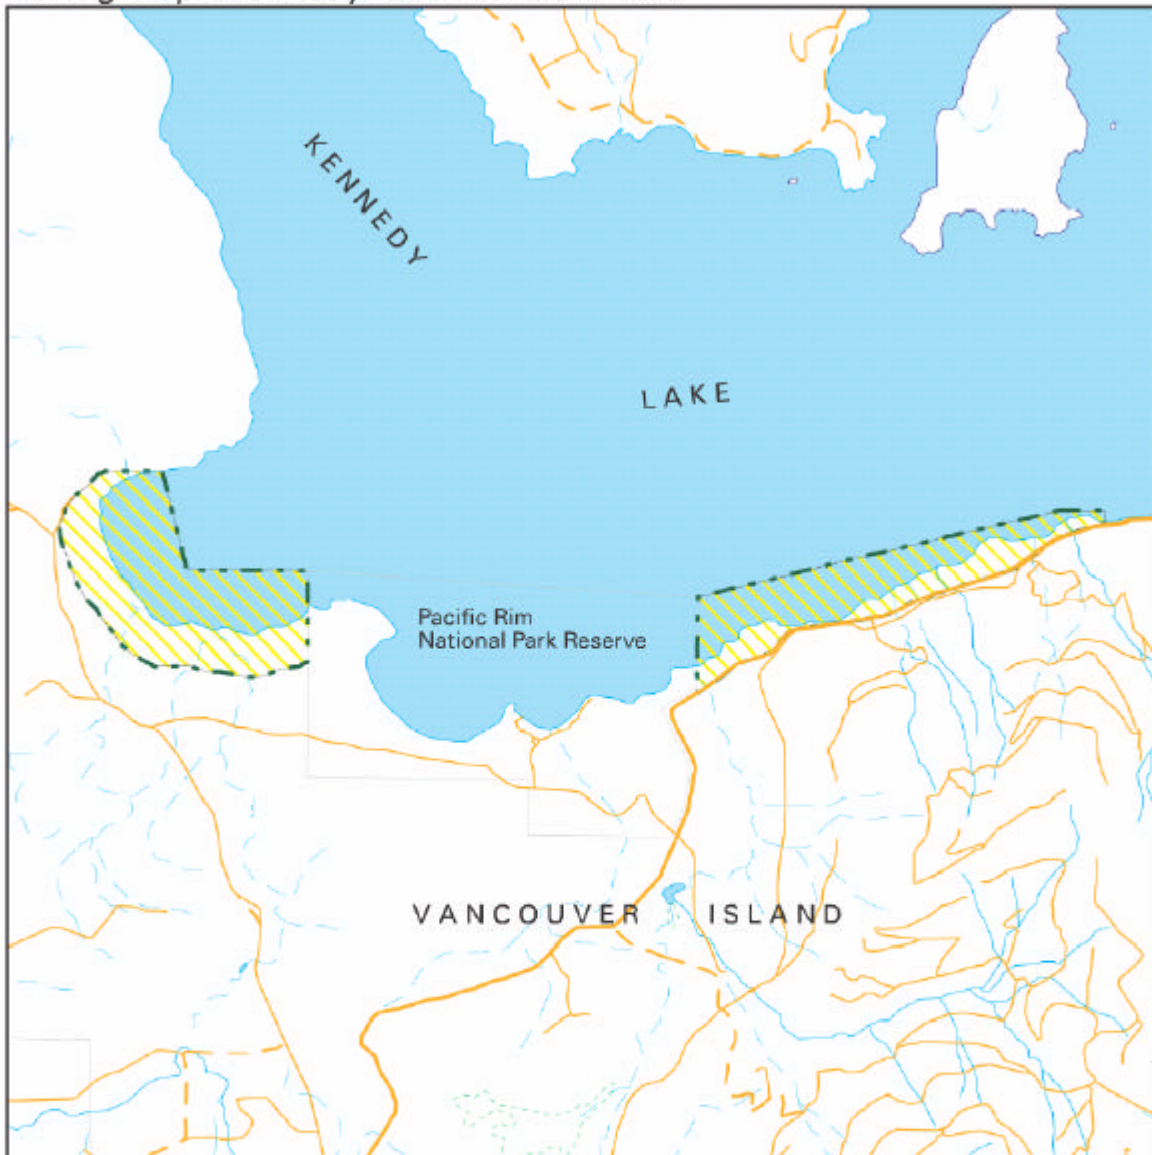 KENNEDY
LAKE
Pacific Rim
National Park Reserve
VANCOUVER ISLAND